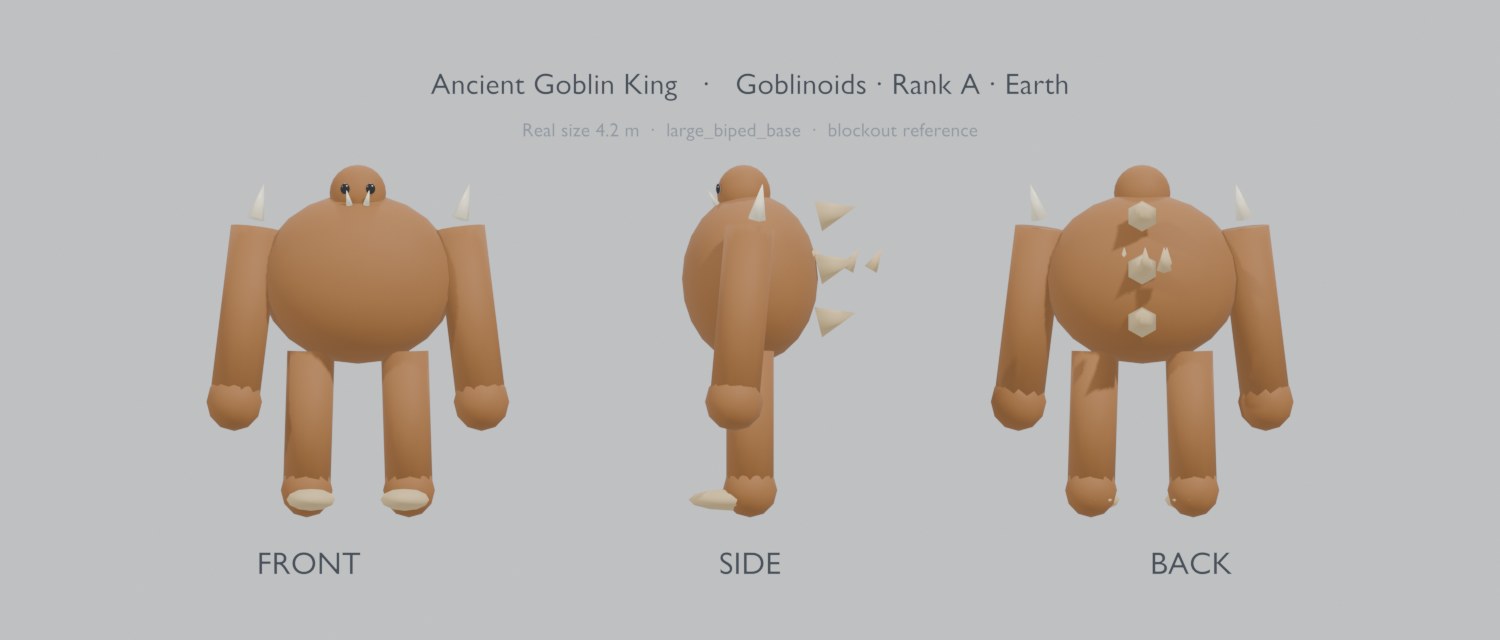 Ancient Goblin King · Goblinoids · Rank A · Earth
Real size 4.2 m · large_biped_base · blockout reference
FRONT SIDE BACK